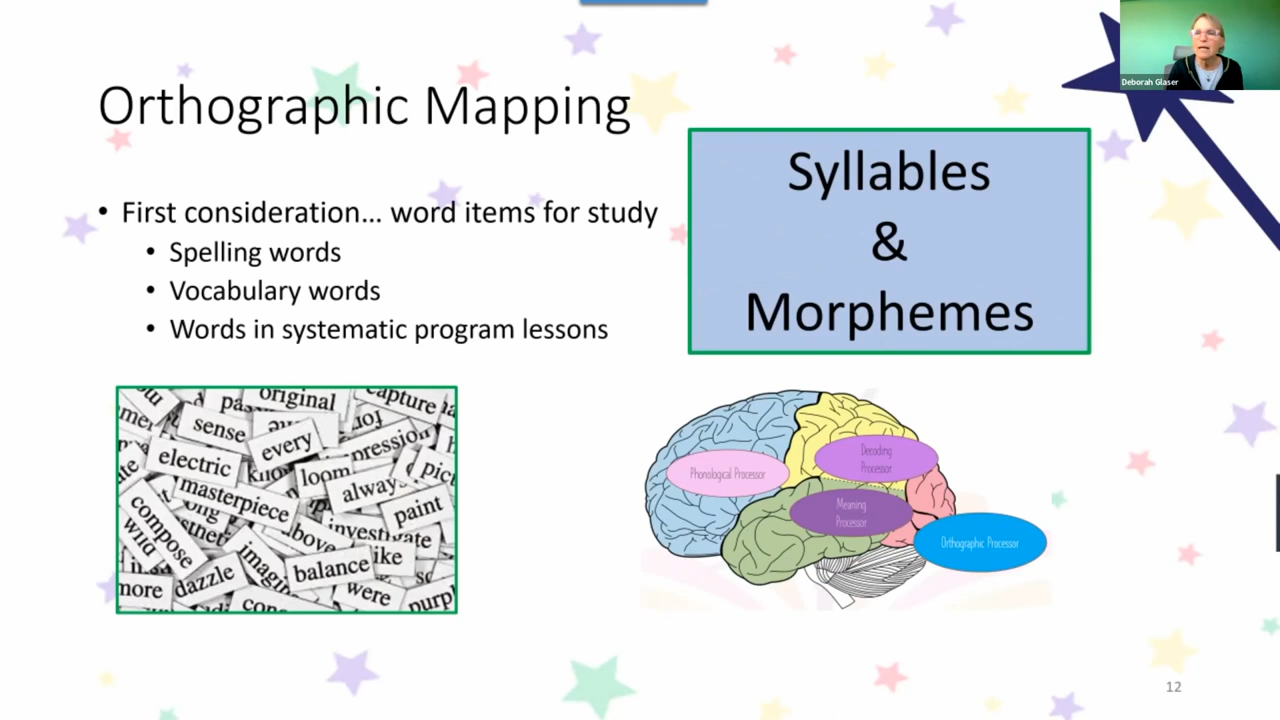 Deborah Glaser
Orthographic Mapping
• First consideration... word items for study
• Spelling words
• Vocabulary words
• Words in systematic program lessons
Syllables
&
Morphemes
original
capture
sense
every
electric
loom
always
masterpiece
paint
compose
wild
investigate
above
like
balance
dazzle
more
were
Phonological Processor
Decoding
Processor
Meaning
Processor
Orthographic Processor
12